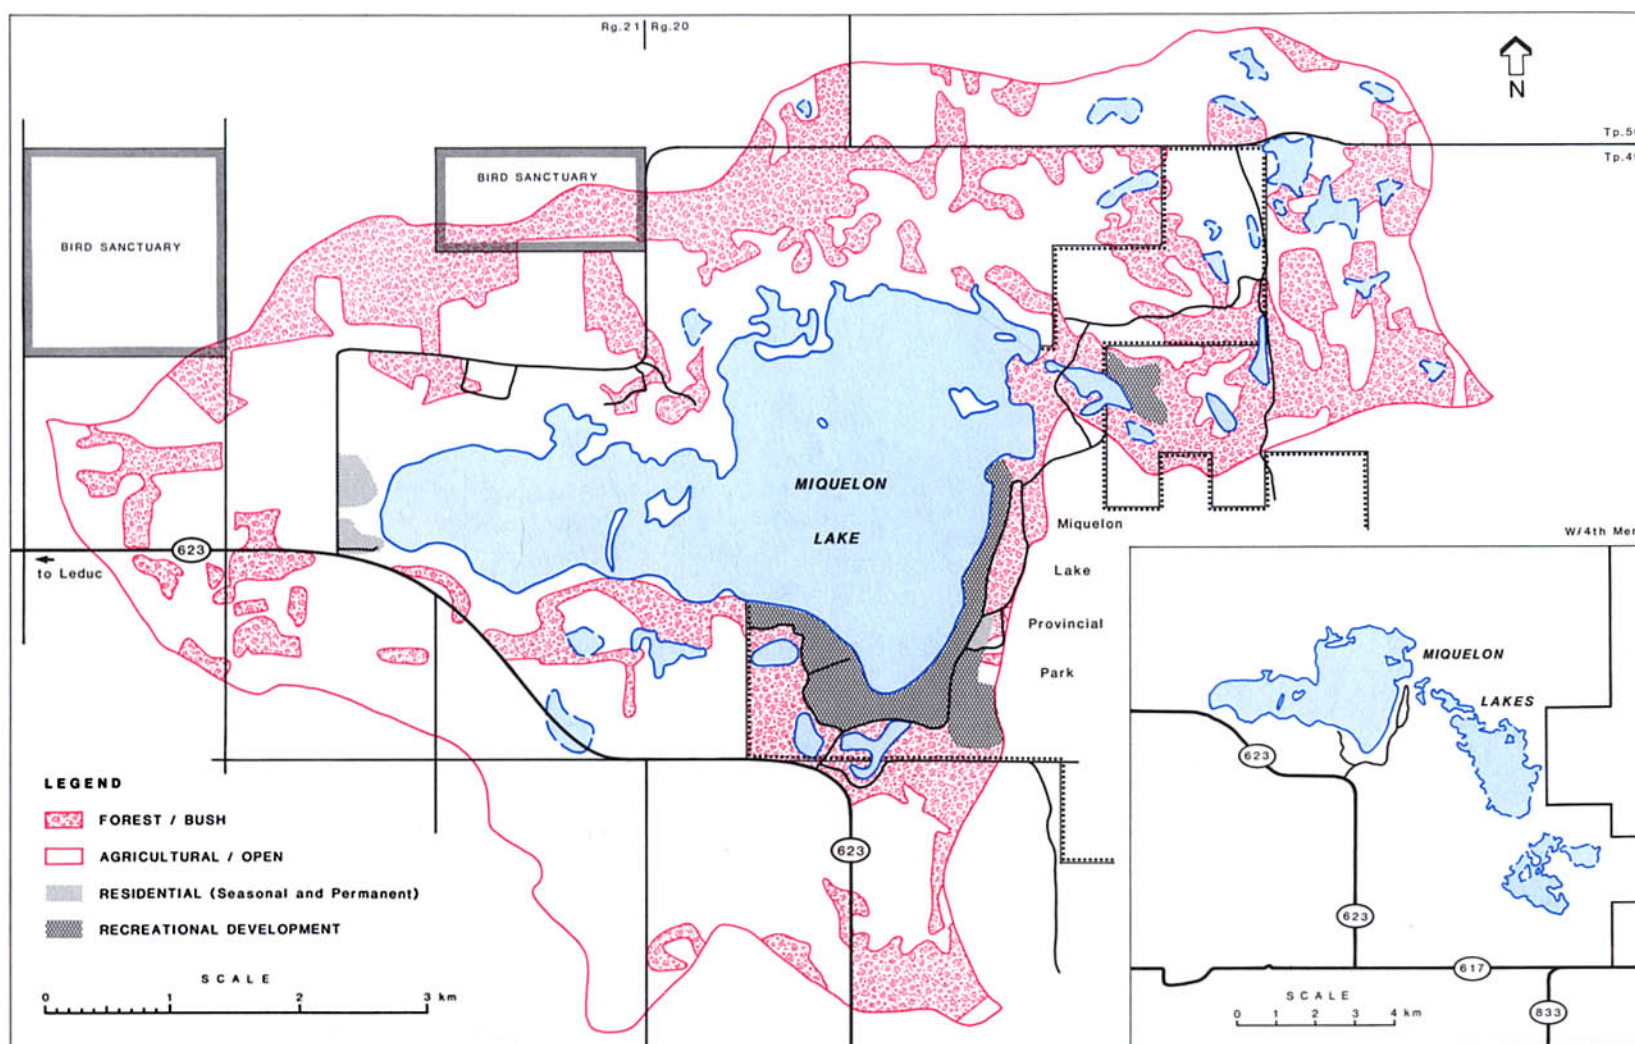 Rg.21 Rg.20
N
Tp.50
Tp.49
BIRD SANCTUARY
BIRD SANCTUARY
MIQUELON
LAKE
623
to Leduc
Miquelon
Lake
Provincial
Park
W/4th Mer
623
LEGEND
FOREST / BUSH
AGRICULTURAL / OPEN
RESIDENTIAL (Seasonal and Permanent)
RECREATIONAL DEVELOPMENT
SCALE
0 1 2 3 km
MIQUELON
LAKES
623
623
617
833
SCALE
0 1 2 3 4 km